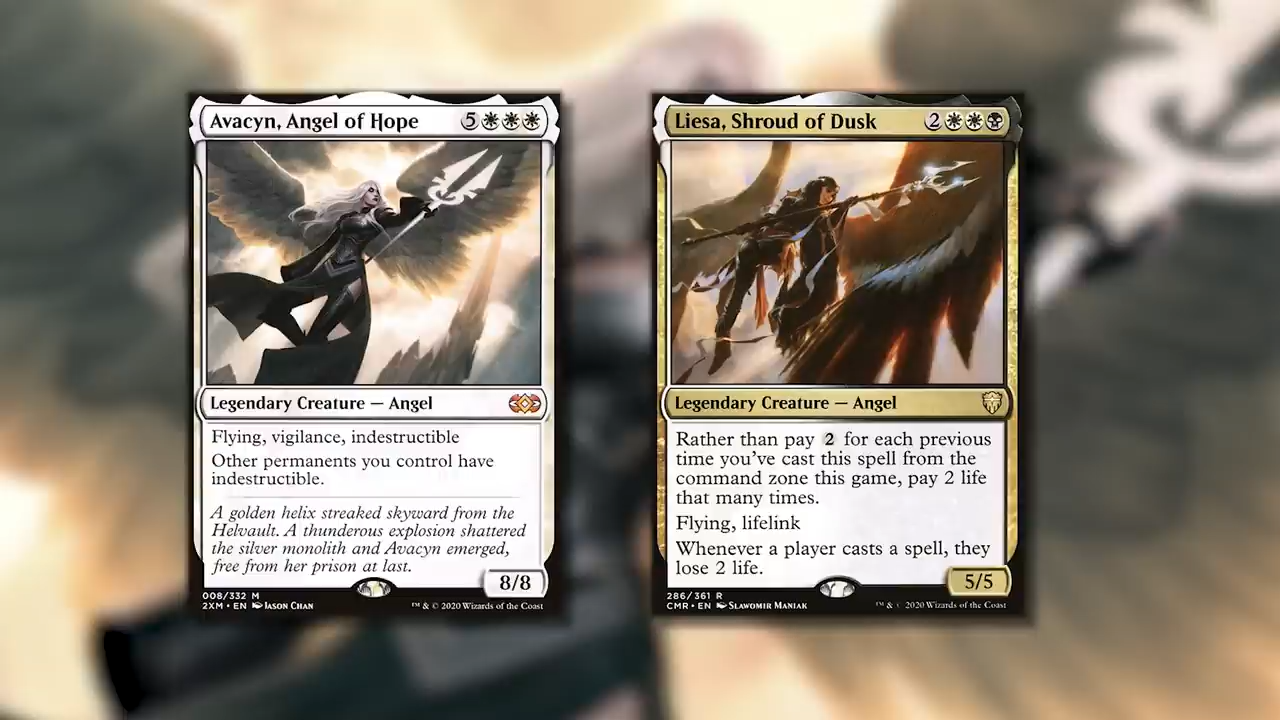 Avacyn, Angel of Hope 5
Legendary Creature — Angel
Flying, vigilance, indestructible
Other permanents you control have
indestructible.
A golden helix streaked skyward from the
Helvault. A thunderous explosion shattered
the silver monolith and Avacyn emerged,
free from her prison at last.
8/8
008/332 M
2XM • EN Jason Chan
™ & © 2020 Wizards of the Coast
Liesa, Shroud of Dusk 2
Legendary Creature — Angel
Rather than pay 2 for each previous
time you've cast this spell from the
command zone this game, pay 2 life
that many times.
Flying, lifelink
Whenever a player casts a spell, they
lose 2 life.
5/5
286/361 R
CMR • EN Slawomir Maniak
™ & © 2020 Wizards of the Coast